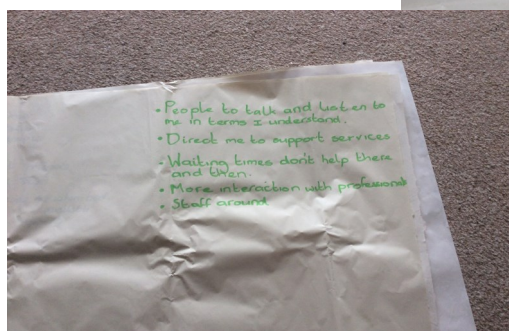 • People to talk and listen to
me in terms I understand.
• Direct me to support services
• Waiting times don't help there
and then.
• More interaction with professional
• Staff around